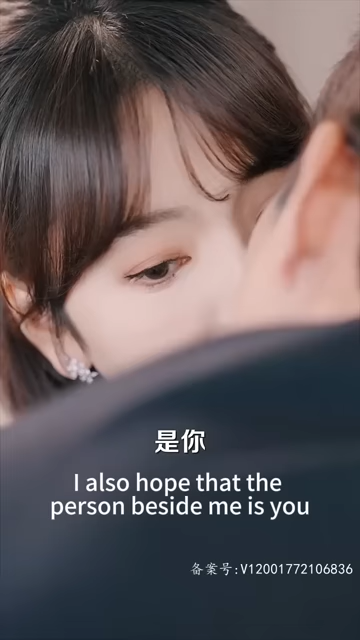 是你
I also hope that the
person beside me is you
备案号:V12001772106836